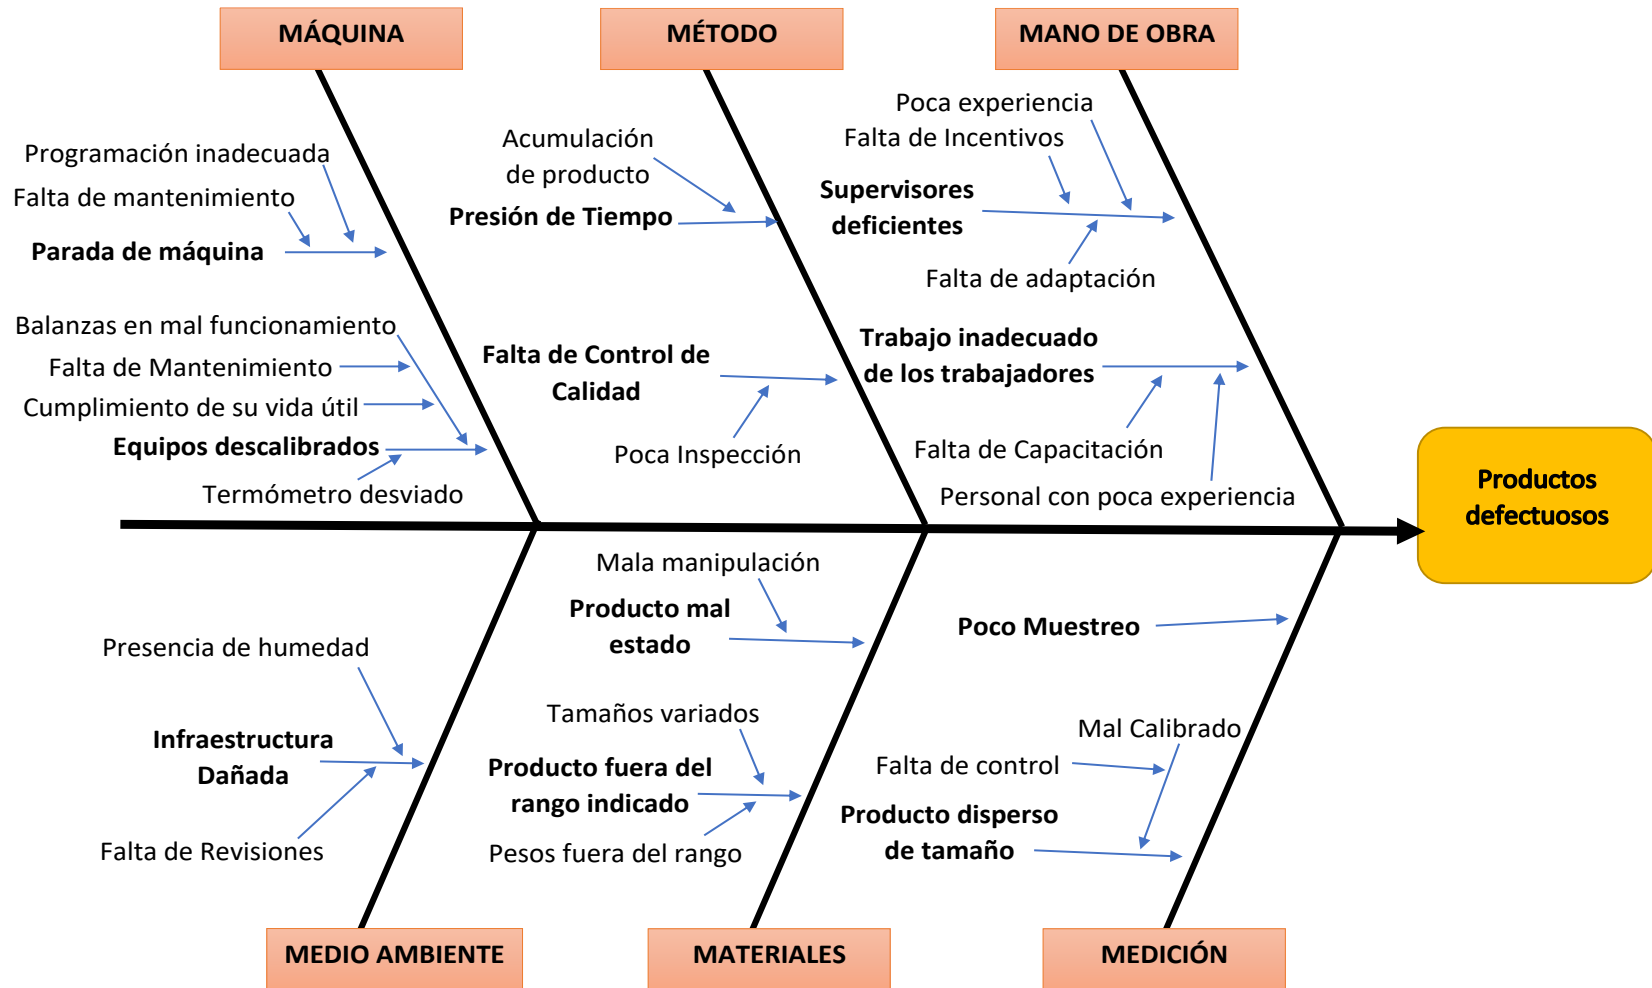 MÁQUINA
MÉTODO
MANO DE OBRA
Programación inadecuada
Falta de mantenimiento
Parada de máquina
Balanzas en mal funcionamiento
Falta de Mantenimiento
Cumplimiento de su vida útil
Equipos descalibrados
Termómetro desviado
Acumulación
de producto
Presión de Tiempo
Falta de Control de
Calidad
Poca Inspección
Poca experiencia
Falta de Incentivos
Supervisores
deficientes
Falta de adaptación
Trabajo inadecuado
de los trabajadores
Falta de Capacitación
Personal con poca experiencia
Productos
defectuosos
Presencia de humedad
Infraestructura
Dañada
Falta de Revisiones
Mala manipulación
Producto mal
estado
Tamaños variados
Producto fuera del
rango indicado
Pesos fuera del rango
Poco Muestreo
Mal Calibrado
Falta de control
Producto disperso
de tamaño
MEDIO AMBIENTE
MATERIALES
MEDICIÓN